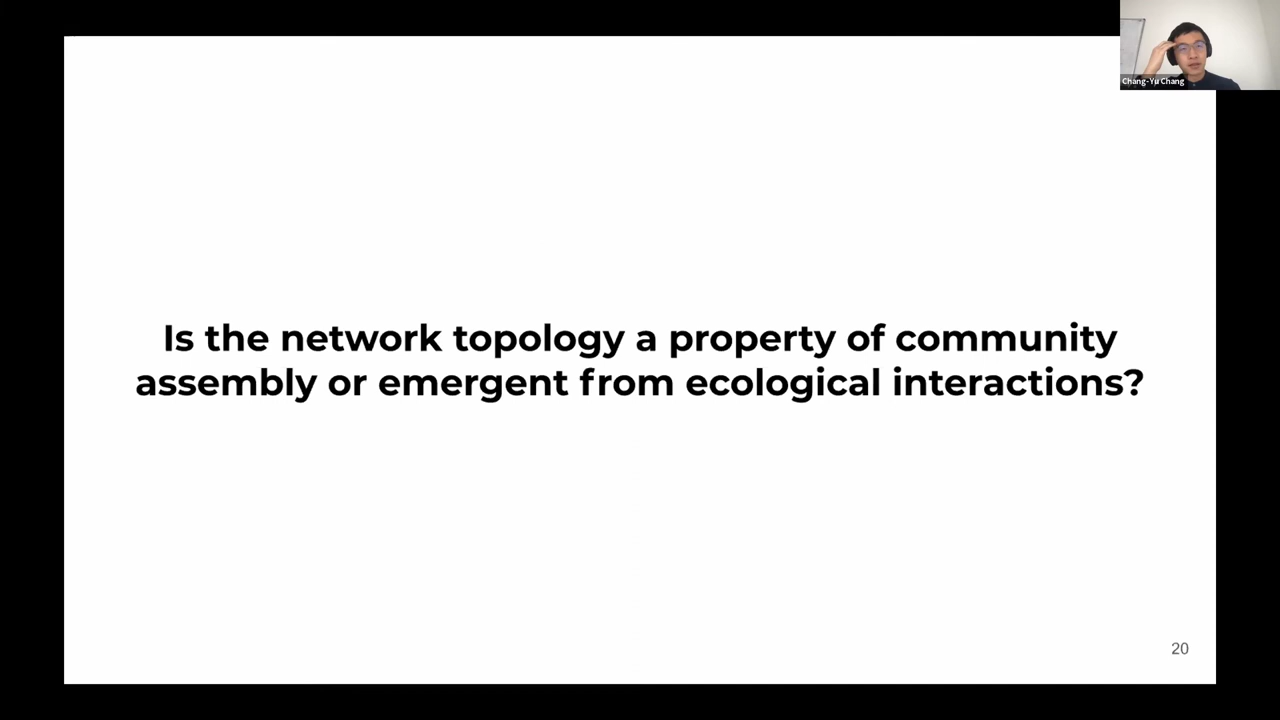 Chang-Yu Chang
Is the network topology a property of community
assembly or emergent from ecological interactions?
20